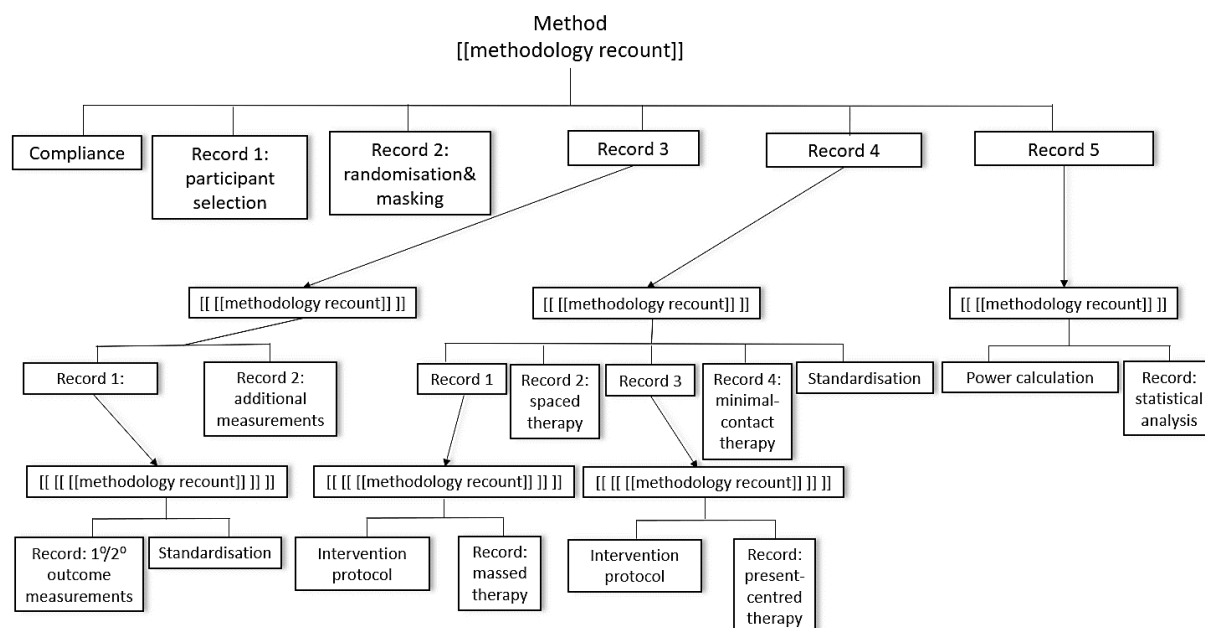 Method
[[methodology recount]]
Compliance
Record 1:
participant
selection
Record 2:
randomisation&
masking
Record 3
Record 4
Record 5
[[ [[methodology recount]] ]]
[[ [[methodology recount]] ]]
[[ [[methodology recount]] ]]
Record 1:
Record 2:
additional
measurements
Record 1
Record 2:
spaced
therapy
Record 3
Record 4:
minimal-
contact
therapy
Standardisation
Power calculation
Record:
statistical
analysis
[[ [[ [[methodology recount]] ]] ]]
[[ [[ [[methodology recount]] ]] ]]
[[ [[ [[methodology recount]] ]] ]]
Record: 1⁰/2⁰
outcome
measurements
Standardisation
Intervention
protocol
Record:
massed
therapy
Intervention
protocol
Record:
present-
centred
therapy